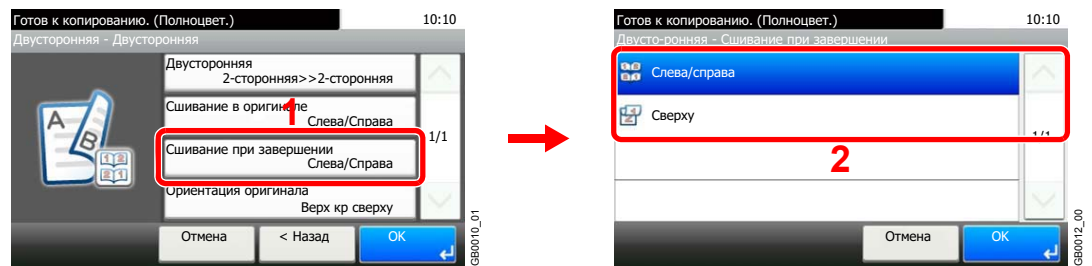 Готов к копированию. (Полноцвет.) 10:10
Двусторонняя - Двусторонняя
Двусторонняя
2-сторонняя>>2-сторонняя
Сшивание в оригинале
Слева/Справа
1
Сшивание при завершении
Слева/Справа
1/1
Ориентация оригинала
Верх кр сверху
Отмена < Назад OK
GB0010_01
Готов к копированию. (Полноцвет.) 10:10
Двусто-ронняя - Сшивание при завершении
Слева/справа
Сверху
1/1
2
Отмена OK
GB0012_00